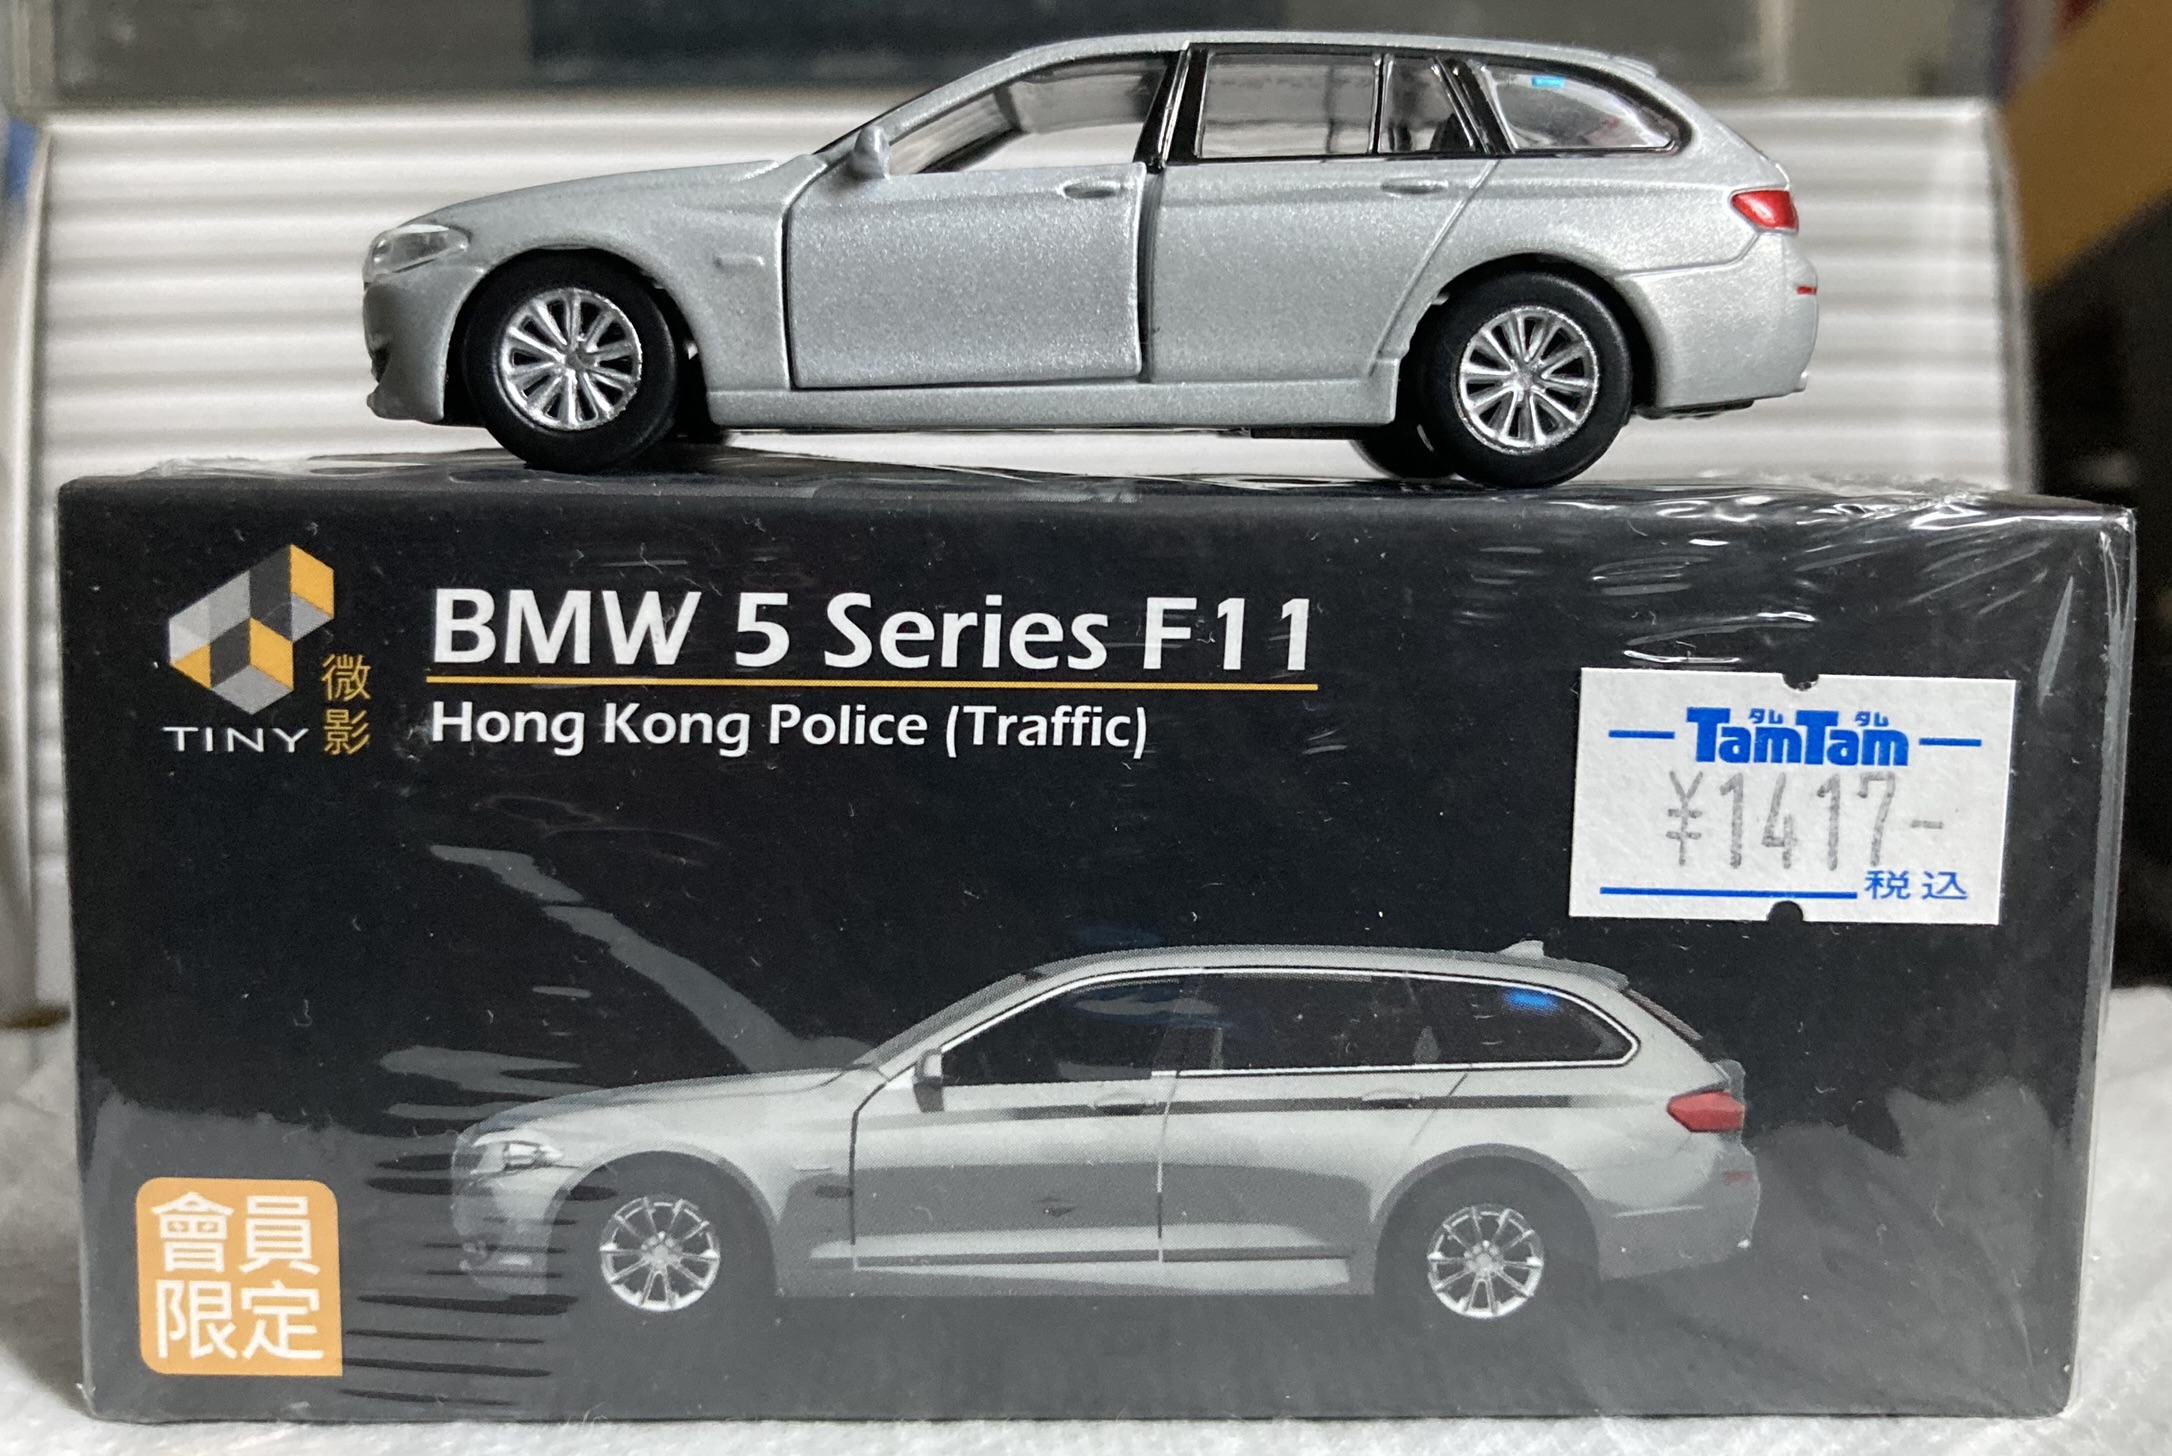 BMW 5 Series F11
Hong Kong Police (Traffic)
TINY
微影
タム タム
TamTam
¥1417-
税込
會員
限定